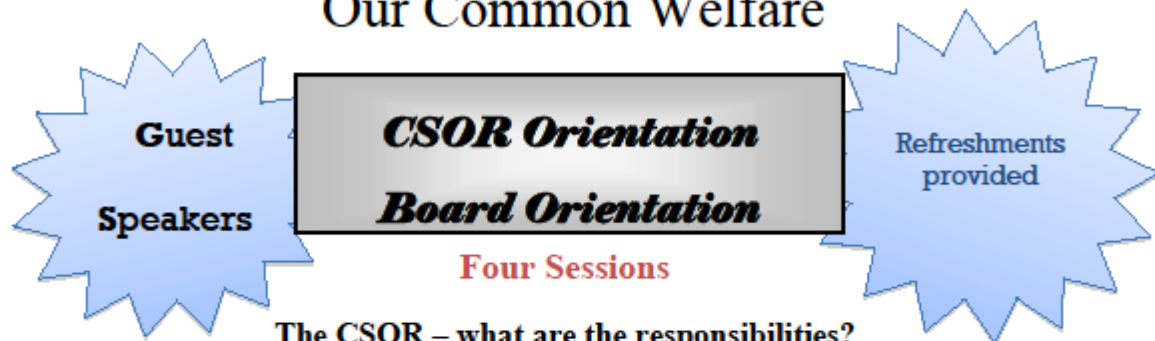 Our Common Welfare
Guest
Speakers
CSOR Orientation
Board Orientation
Refreshments
provided
Four Sessions
The CSOR – what are the responsibilities?